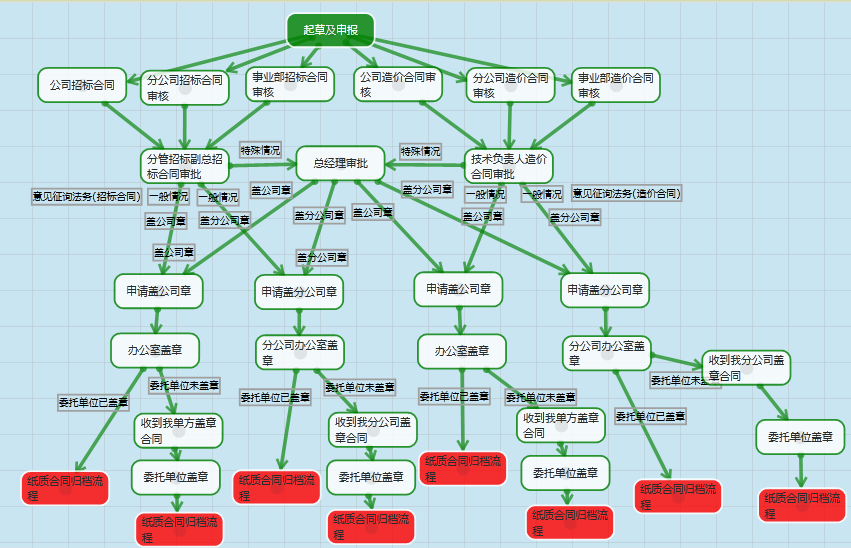 起草及申报
公司招标合同
分公司招标合同
审核
事业部招标合同
审核
公司造价合同审
核
分公司造价合同
审核
事业部造价合同
审核
分管招标副总招
标合同审批
特殊情况
总经理审批
特殊情况
技术负责人造价
合同审批
意见征询法务(招标合同)
一般情况
一般情况
盖公司章
盖分公司章
一般情况
一般情况
意见征询法务(造价合同)
盖公司章
盖分公司章
盖分公司章
盖公司章
盖公司章
盖分公司章
盖公司章
盖分公司章
申请盖公司章
申请盖分公司章
申请盖公司章
申请盖分公司章
办公室盖章
分公司办公室盖
章
办公室盖章
分公司办公室盖
章
收到我分公司盖
章合同
委托单位已盖章
委托单位未盖章
委托单位已盖章
委托单位未盖章
委托单位已盖章
委托单位未盖章
委托单位已盖章
委托单位未盖
收到我单方盖章
合同
收到我分公司盖
章合同
收到我单方盖章
合同
委托单位盖章
委托单位盖章
委托单位盖章
委托单位盖章
纸质合同归档流
程
纸质合同归档流
程
纸质合同归档流
程
纸质合同归档流
程
纸质合同归档流
程
纸质合同归档流
程
纸质合同归档流
程
纸质合同归档流
程